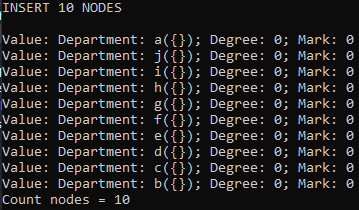 INSERT 10 NODES
Value: Department: a({}); Degree: 0; Mark: 0
Value: Department: j({}); Degree: 0; Mark: 0
Value: Department: i({}); Degree: 0; Mark: 0
Value: Department: h({}); Degree: 0; Mark: 0
Value: Department: g({}); Degree: 0; Mark: 0
Value: Department: f({}); Degree: 0; Mark: 0
Value: Department: e({}); Degree: 0; Mark: 0
Value: Department: d({}); Degree: 0; Mark: 0
Value: Department: c({}); Degree: 0; Mark: 0
Value: Department: b({}); Degree: 0; Mark: 0
Count nodes = 10